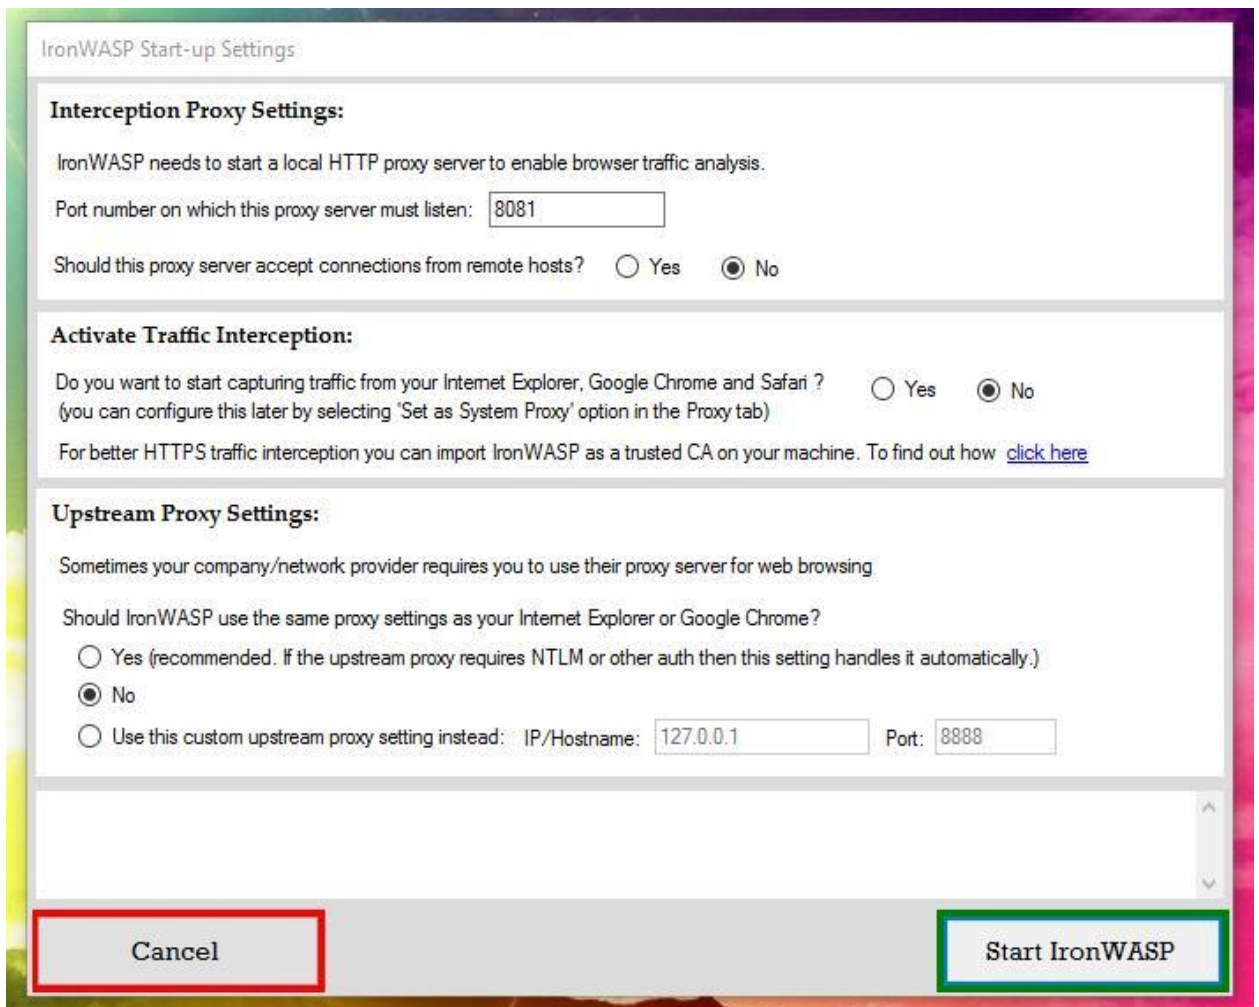 IronWASP Start-up Settings
Interception Proxy Settings:
IronWASP needs to start a local HTTP proxy server to enable browser traffic analysis.
Port number on which this proxy server must listen: 8081
Should this proxy server accept connections from remote hosts? Yes No
Activate Traffic Interception:
Do you want to start capturing traffic from your Internet Explorer, Google Chrome and Safari ? Yes No
(you can configure this later by selecting 'Set as System Proxy' option in the Proxy tab)
For better HTTPS traffic interception you can import IronWASP as a trusted CA on your machine. To find out how click here
Upstream Proxy Settings:
Sometimes your company/network provider requires you to use their proxy server for web browsing
Should IronWASP use the same proxy settings as your Internet Explorer or Google Chrome?
Yes (recommended. If the upstream proxy requires NTLM or other auth then this setting handles it automatically.)
No
Use this custom upstream proxy setting instead: IP/Hostname: 127.0.0.1 Port: 8888
Cancel Start IronWASP